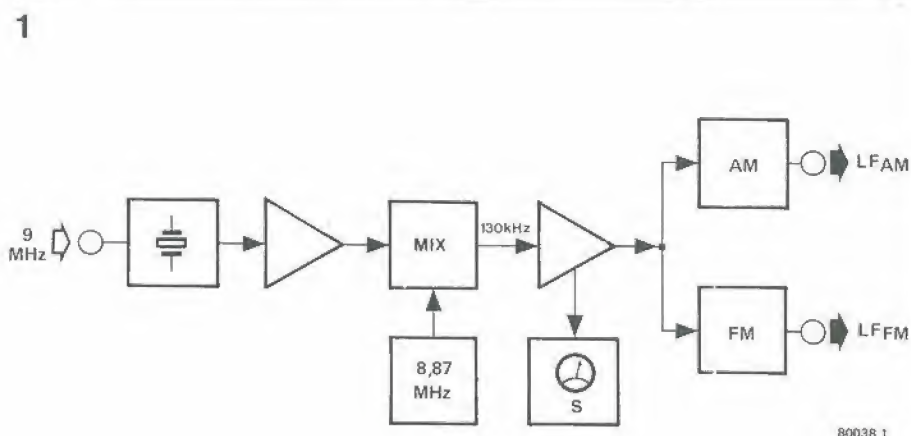 1
AM
LFAM
9
MHz
MIX
130kHz
8,87
MHz
S
FM
LFFM
80038 1